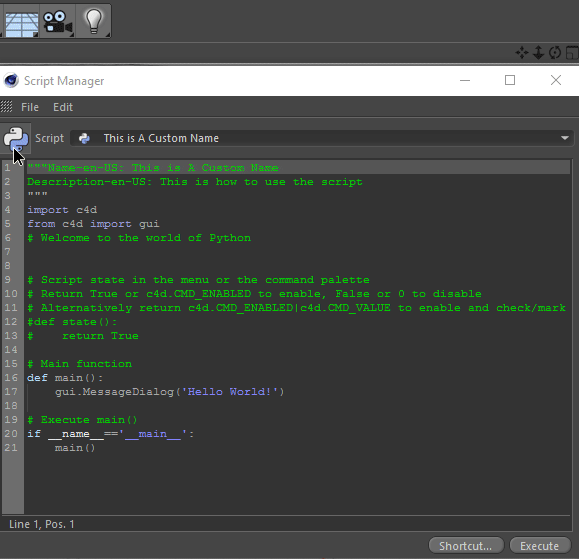 Script Manager
File Edit
Script This is A Custom Name
1 """Name-en-US: This is A Custom Name
2 Description-en-US: This is how to use the script
3 """
4 import c4d
5 from c4d import gui
6 # Welcome to the world of Python
7
8
9 # Script state in the menu or the command palette
10 # Return True or c4d.CMD_ENABLED to enable, False or 0 to disable
11 # Alternatively return c4d.CMD_ENABLED|c4d.CMD_VALUE to enable and check/mark
12 #def state():
13 #    return True
14
15 # Main function
16 def main():
17     gui.MessageDialog('Hello World!')
18
19 # Execute main()
20 if __name__=='__main__':
21     main()
Line 1, Pos. 1
Shortcut... Execute